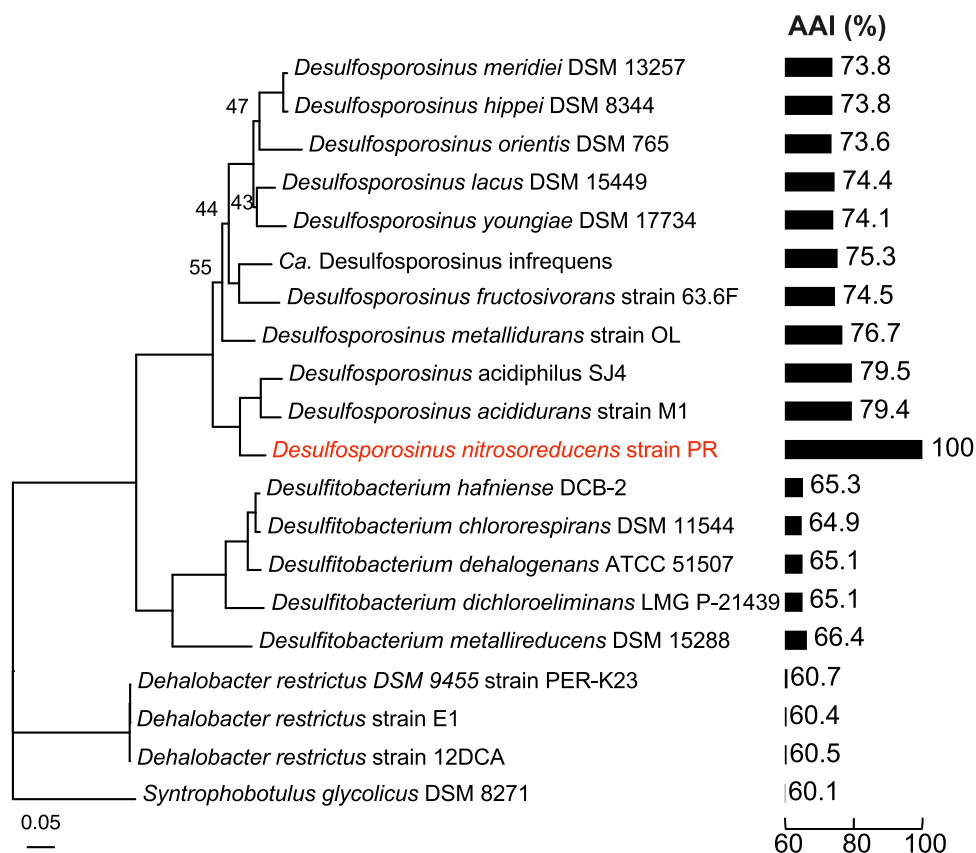 AAI (%)
Desulfosporosinus meridiei DSM 13257 73.8
47 Desulfosporosinus hippei DSM 8344 73.8
Desulfosporosinus orientis DSM 765 73.6
Desulfosporosinus lacus DSM 15449 74.4
44 43 Desulfosporosinus youngiae DSM 17734 74.1
55 Ca. Desulfosporosinus infrequens 75.3
Desulfosporosinus fructosivorans strain 63.6F 74.5
Desulfosporosinus metallidurans strain OL 76.7
Desulfosporosinus acidiphilus SJ4 79.5
Desulfosporosinus acididurans strain M1 79.4
Desulfosporosinus nitrosoreducens strain PR 100
Desulfitobacterium hafniense DCB-2 65.3
Desulfitobacterium chlororespirans DSM 11544 64.9
Desulfitobacterium dehalogenans ATCC 51507 65.1
Desulfitobacterium dichloroeliminans LMG P-21439 65.1
Desulfitobacterium metallireducens DSM 15288 66.4
Dehalobacter restrictus DSM 9455 strain PER-K23 60.7
Dehalobacter restrictus strain E1 60.4
Dehalobacter restrictus strain 12DCA 60.5
Syntrophobotulus glycolicus DSM 8271 60.1
0.05
60 80 100